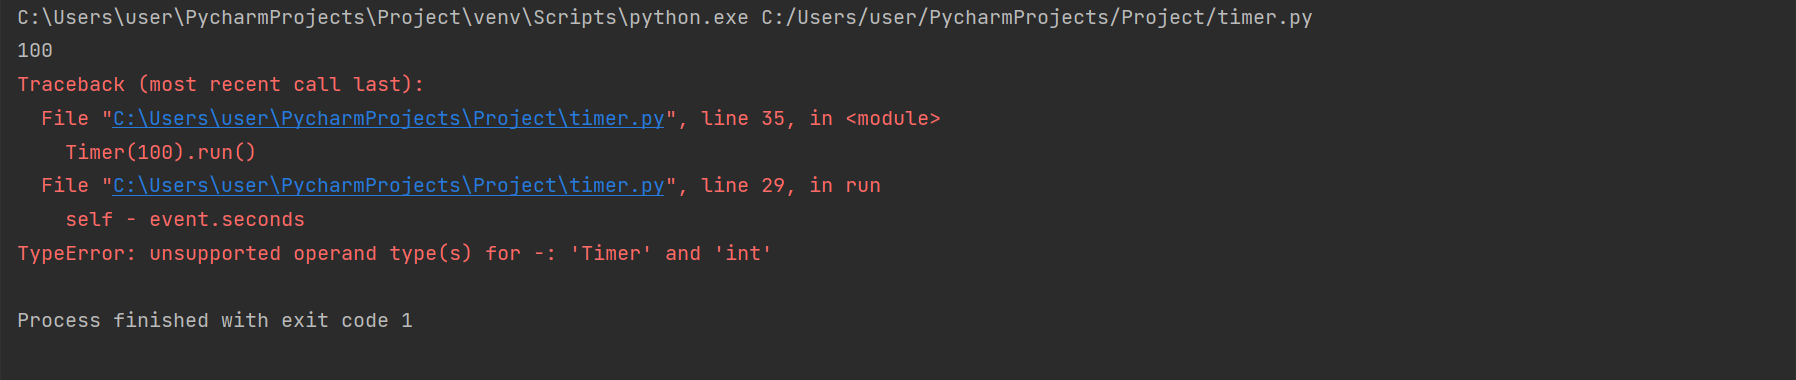 C:\Users\user\PycharmProjects\Project\venv\Scripts\python.exe C:/Users/user/PycharmProjects/Project/timer.py
100
Traceback (most recent call last):
  File "C:\Users\user\PycharmProjects\Project\timer.py", line 35, in <module>
    Timer(100).run()
  File "C:\Users\user\PycharmProjects\Project\timer.py", line 29, in run
    self - event.seconds
TypeError: unsupported operand type(s) for -: 'Timer' and 'int'
Process finished with exit code 1